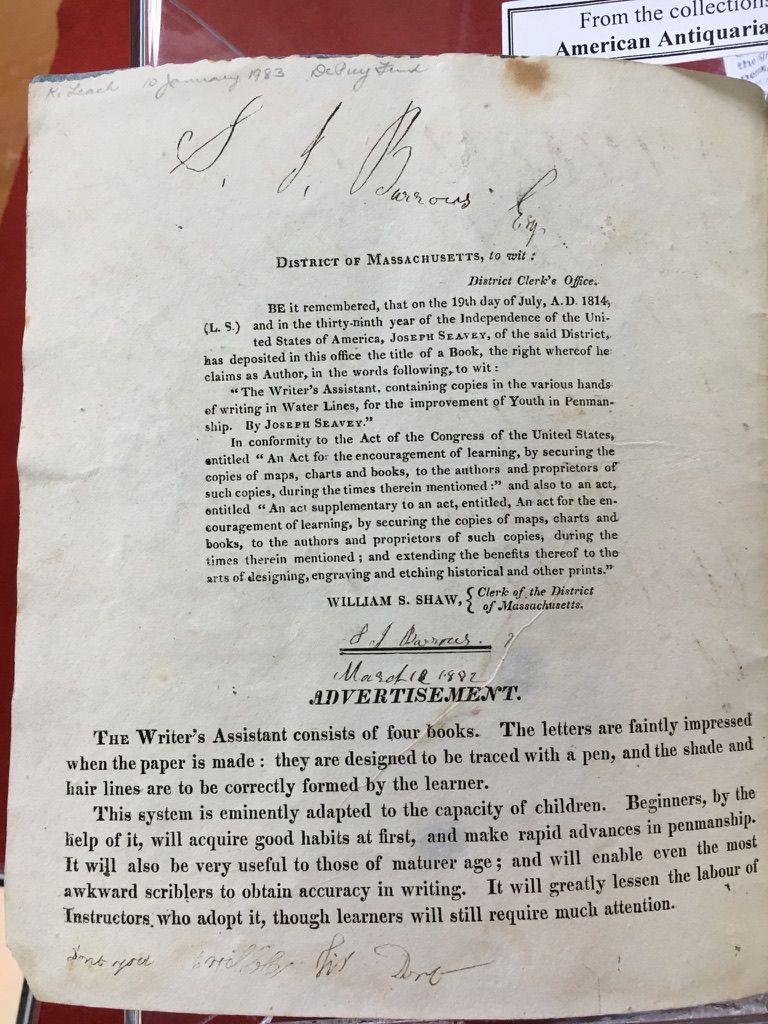 From the collections
American Antiquaria
K. Leach 10 January 1983 DePuy Fund
S. J. Burrows Esq.
DISTRICT OF MASSACHUSETTS, to wit:
District Clerk's Office.
BE it remembered, that on the 19th day of July, A.D. 1814,
(L. S.) and in the thirty-ninth year of the Independence of the Uni-
ted States of America, JOSEPH SEAVEY, of the said District,
has deposited in this office the title of a Book, the right whereof he
claims as Author, in the words following, to wit:
"The Writer's Assistant, containing copies in the various hands
of writing in Water Lines, for the improvement of Youth in Penman-
ship. By JOSEPH SEAVEY."
In conformity to the Act of the Congress of the United States,
entitled "An Act for the encouragement of learning, by securing the
copies of maps, charts and books, to the authors and proprietors of
such copies, during the times therein mentioned:" and also to an act,
entitled "An act supplementary to an act, entitled, An act for the en-
couragement of learning, by securing the copies of maps, charts and
books, to the authors and proprietors of such copies, during the
times therein mentioned; and extending the benefits thereof to the
arts of designing, engraving and etching historical and other prints."
WILLIAM S. SHAW, { Clerk of the District
of Massachusetts.
S J Burrows.
March 1882
ADVERTISEMENT.
THE Writer's Assistant consists of four books. The letters are faintly impressed
when the paper is made: they are designed to be traced with a pen, and the shade and
hair lines are to be correctly formed by the learner.
This system is eminently adapted to the capacity of children. Beginners, by the
help of it, will acquire good habits at first, and make rapid advances in penmanship.
It will also be very useful to those of maturer age; and will enable even the most
awkward scriblers to obtain accuracy in writing. It will greatly lessen the labour of
Instructors who adopt it, though learners will still require much attention.
you